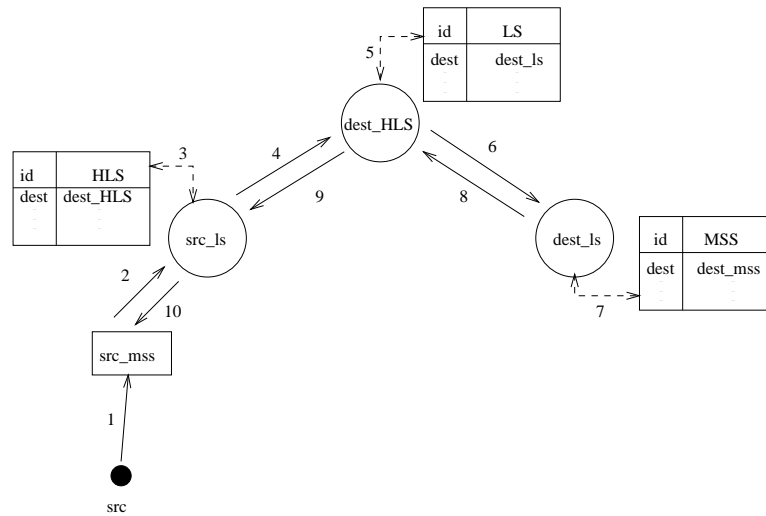 5
id LS
dest dest_ls
dest_HLS
3
4
6
id HLS
dest dest_HLS
9
8
src_ls
dest_ls
id MSS
dest dest_mss
2
10
7
src_mss
1
src